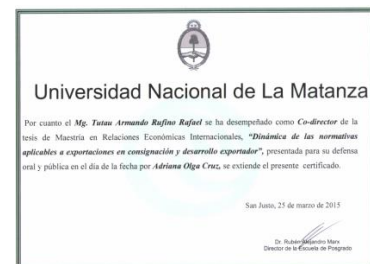 Universidad Nacional de La Matanza
Por cuanto el Mg. Tutau Armando Rufino Rafael se ha desempeñado como Co-director de la
tesis de Maestría en Relaciones Económicas Internacionales, "Dinámica de las normativas
aplicables a exportaciones en consignación y desarrollo exportador", presentada para su defensa
oral y pública en el día de la fecha por Adriana Olga Cruz, se extiende el presente certificado.
San Justo, 25 de marzo de 2015
Dr. Rubén Alejandro Marx
Director de la Escuela de Posgrado